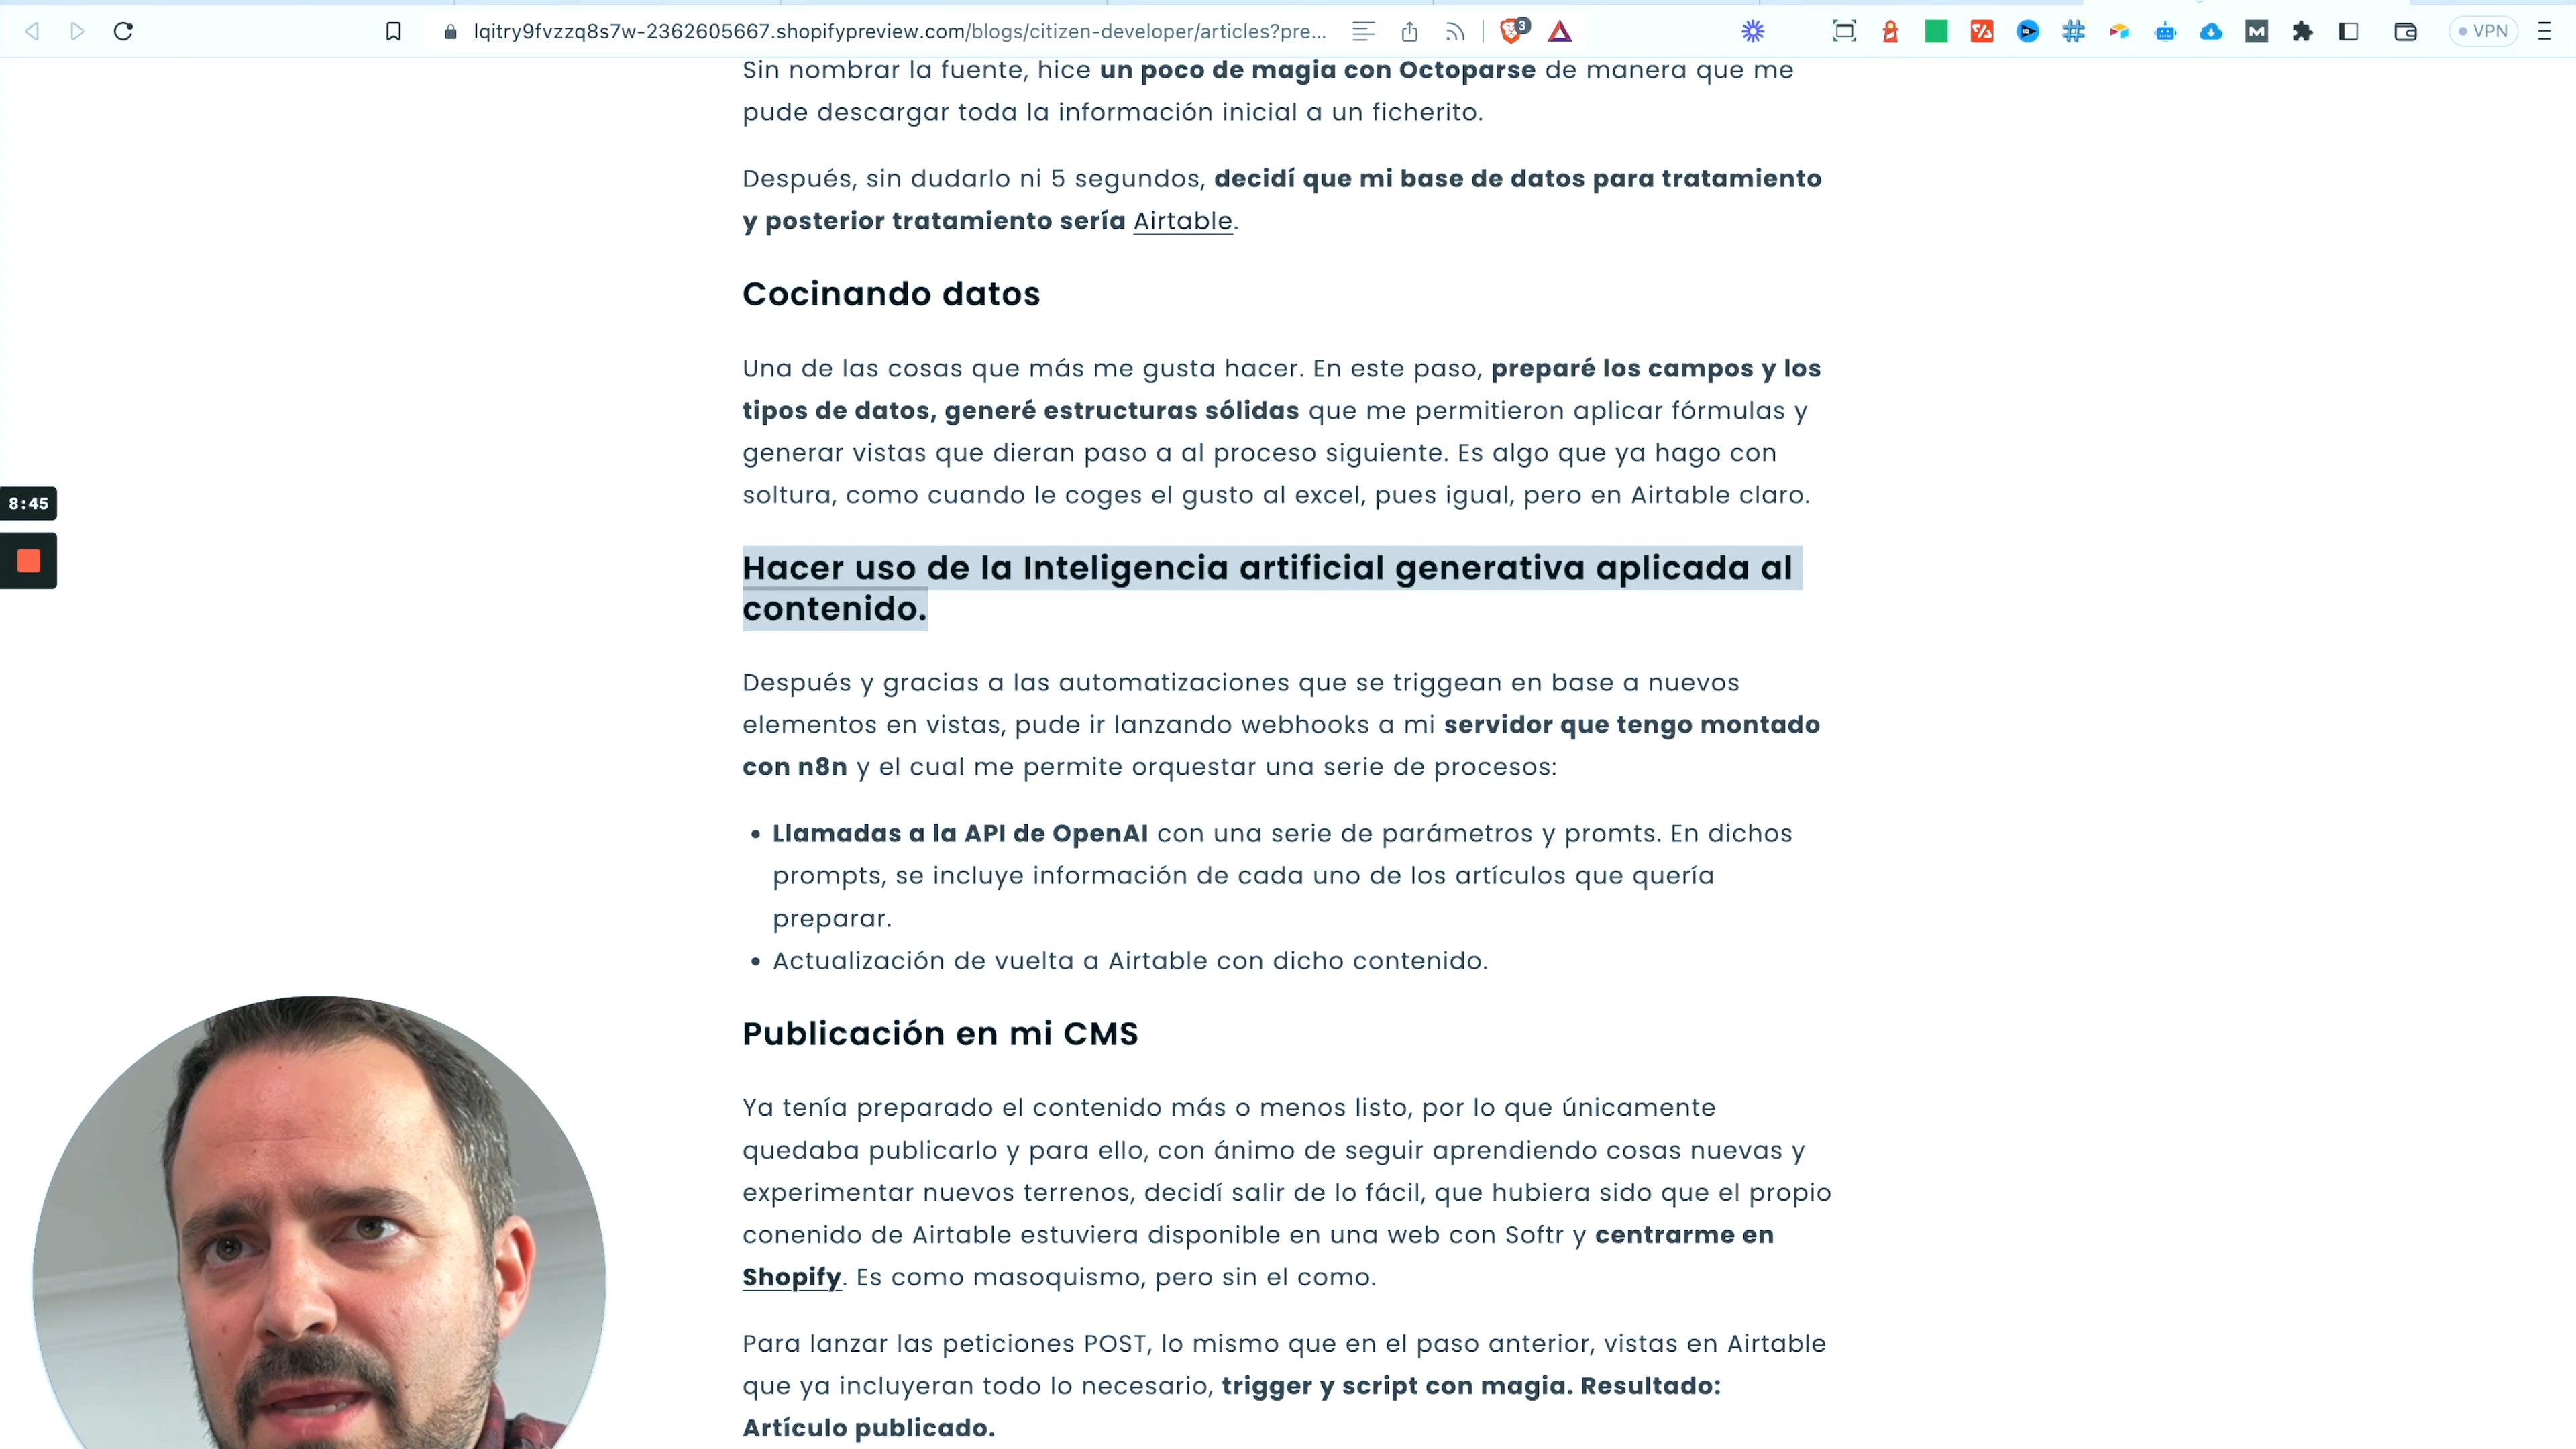 lqitry9fvzzq8s7w-2362605667.shopifypreview.com/blogs/citizen-developer/articles?pre...
3
VPN
Sin nombrar la fuente, hice un poco de magia con Octoparse de manera que me
pude descargar toda la información inicial a un ficherito.
Después, sin dudarlo ni 5 segundos, decidí que mi base de datos para tratamiento
y posterior tratamiento sería Airtable.
Cocinando datos
Una de las cosas que más me gusta hacer. En este paso, preparé los campos y los
tipos de datos, generé estructuras sólidas que me permitieron aplicar fórmulas y
generar vistas que dieran paso a al proceso siguiente. Es algo que ya hago con
soltura, como cuando le coges el gusto al excel, pues igual, pero en Airtable claro.
8:45
Hacer uso de la Inteligencia artificial generativa aplicada al
contenido.
Después y gracias a las automatizaciones que se triggean en base a nuevos
elementos en vistas, pude ir lanzando webhooks a mi servidor que tengo montado
con n8n y el cual me permite orquestar una serie de procesos:
• Llamadas a la API de OpenAI con una serie de parámetros y promts. En dichos
prompts, se incluye información de cada uno de los artículos que quería
preparar.
• Actualización de vuelta a Airtable con dicho contenido.
Publicación en mi CMS
Ya tenía preparado el contenido más o menos listo, por lo que únicamente
quedaba publicarlo y para ello, con ánimo de seguir aprendiendo cosas nuevas y
experimentar nuevos terrenos, decidí salir de lo fácil, que hubiera sido que el propio
conenido de Airtable estuviera disponible en una web con Softr y centrarme en
Shopify. Es como masoquismo, pero sin el como.
Para lanzar las peticiones POST, lo mismo que en el paso anterior, vistas en Airtable
que ya incluyeran todo lo necesario, trigger y script con magia. Resultado:
Artículo publicado.